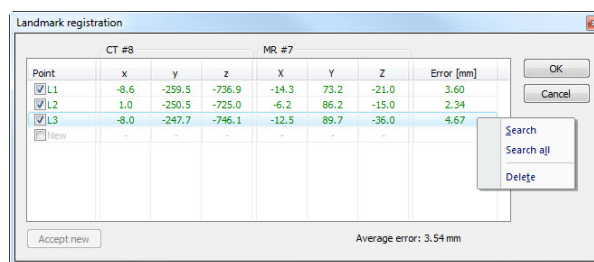 Landmark registration
CT #8 MR #7
Point x y z X Y Z Error [mm]
L1 -8.6 -259.5 -736.9 -14.3 73.2 -21.0 3.60
L2 1.0 -250.5 -725.0 -6.2 86.2 -15.0 2.34
L3 -8.0 -247.7 -746.1 -12.5 89.7 -36.0 4.67
New - - - - - - -
OK
Cancel
Search
Search all
Delete
Accept new
Average error: 3.54 mm